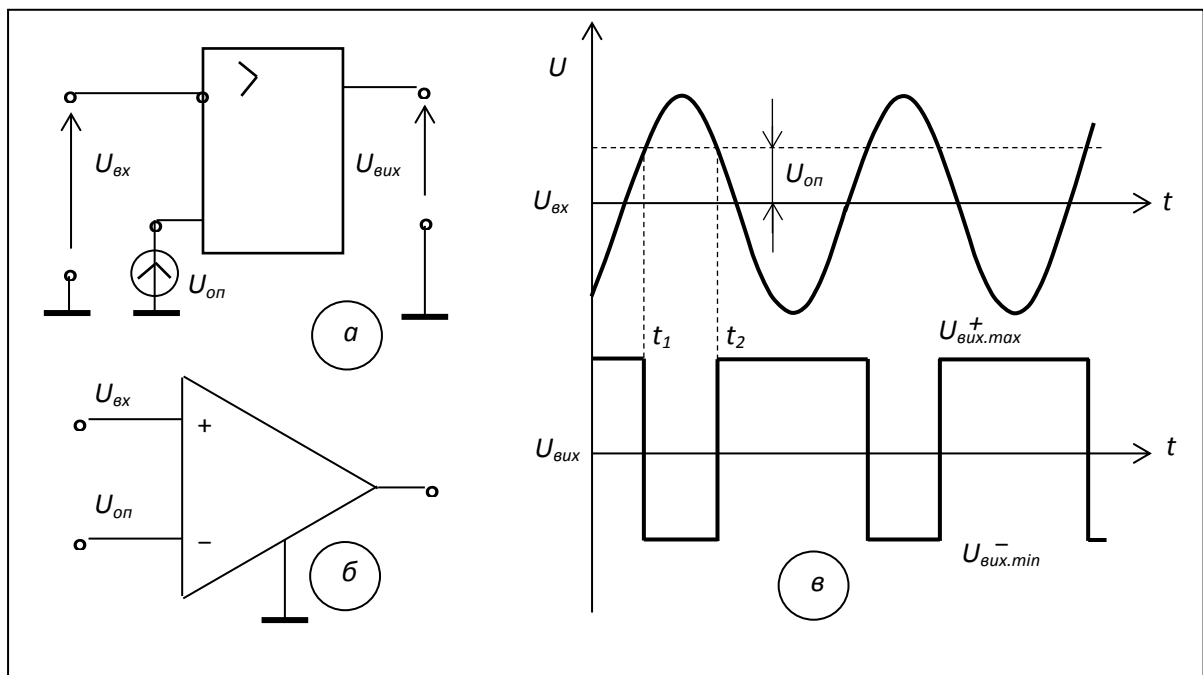 Uвх
Uвих
Uоп
а
Uвх
+
Uоп
−
б
U
Uоп
Uвх
t
t1
t2
U+вих.max
Uвих
t
U−вих.min
в